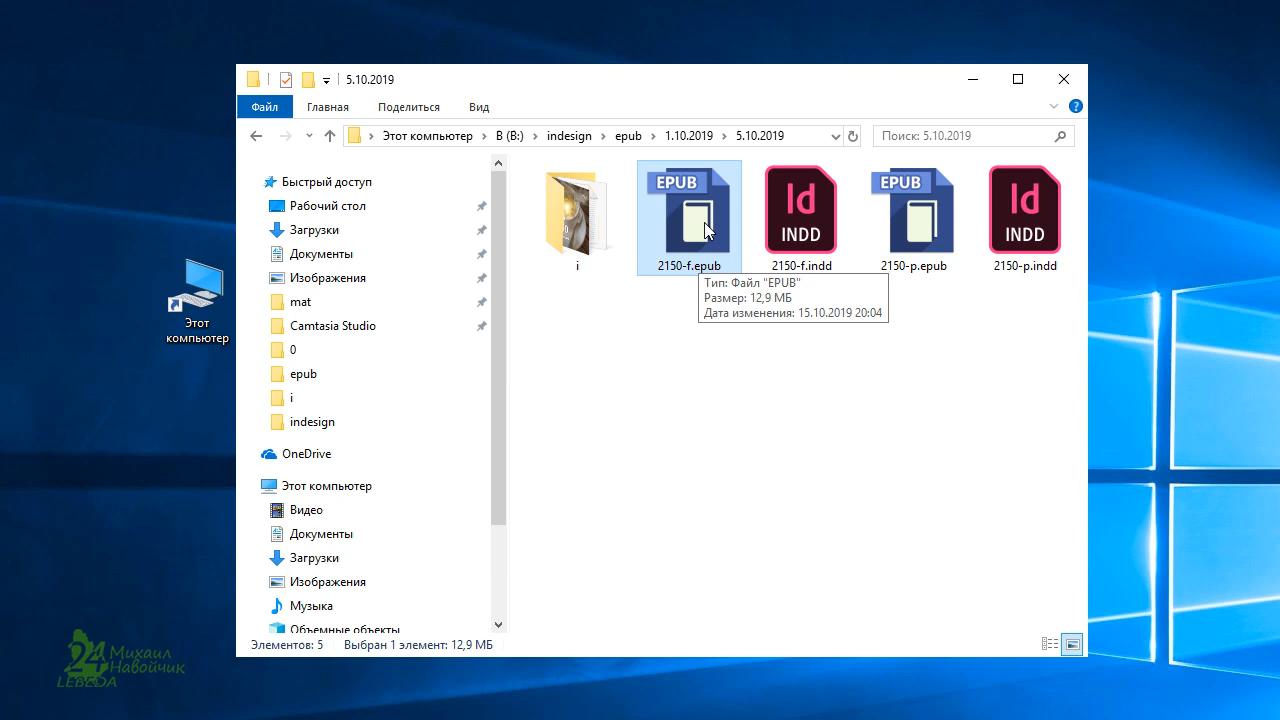 5.10.2019
Файл Главная Поделиться Вид
Этот компьютер B (B:) indesign epub 1.10.2019 5.10.2019
Поиск: 5.10.2019
Быстрый доступ
Рабочий стол
Загрузки
Документы
Изображения
mat
Camtasia Studio
0
epub
i
indesign
OneDrive
Этот компьютер
Видео
Документы
Загрузки
Изображения
Музыка
Объемные объекты
EPUB
Id
INDD
EPUB
Id
INDD
i
2150-f.epub
2150-f.indd
2150-p.epub
2150-p.indd
Тип: Файл "EPUB"
Размер: 12,9 МБ
Дата изменения: 15.10.2019 20:04
Элементов: 5 Выбран 1 элемент: 12,9 МБ
Этот
компьютер
24
Михаил
Навойчик
LEBEDA